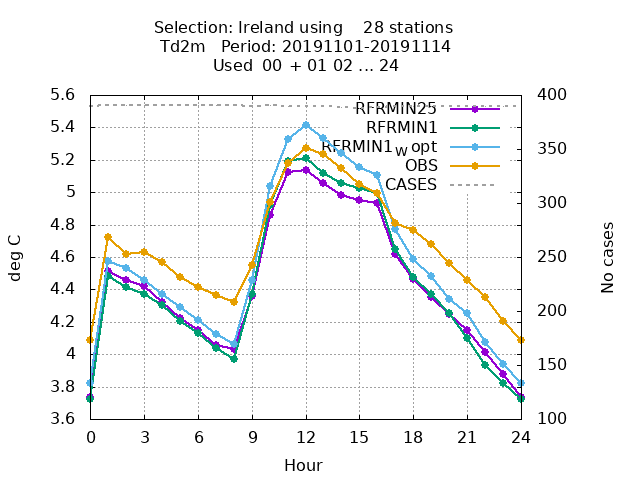 Selection: Ireland using 28 stations
Td2m Period: 20191101-20191114
Used 00 + 01 02 ... 24
5.6
5.4
5.2
5
4.8
4.6
4.4
4.2
4
3.8
3.6
deg C
400
350
300
250
200
150
100
No cases
RFRMIN25
RFRMIN1
RFRMIN1w opt
OBS
CASES
0 3 6 9 12 15 18 21 24
Hour